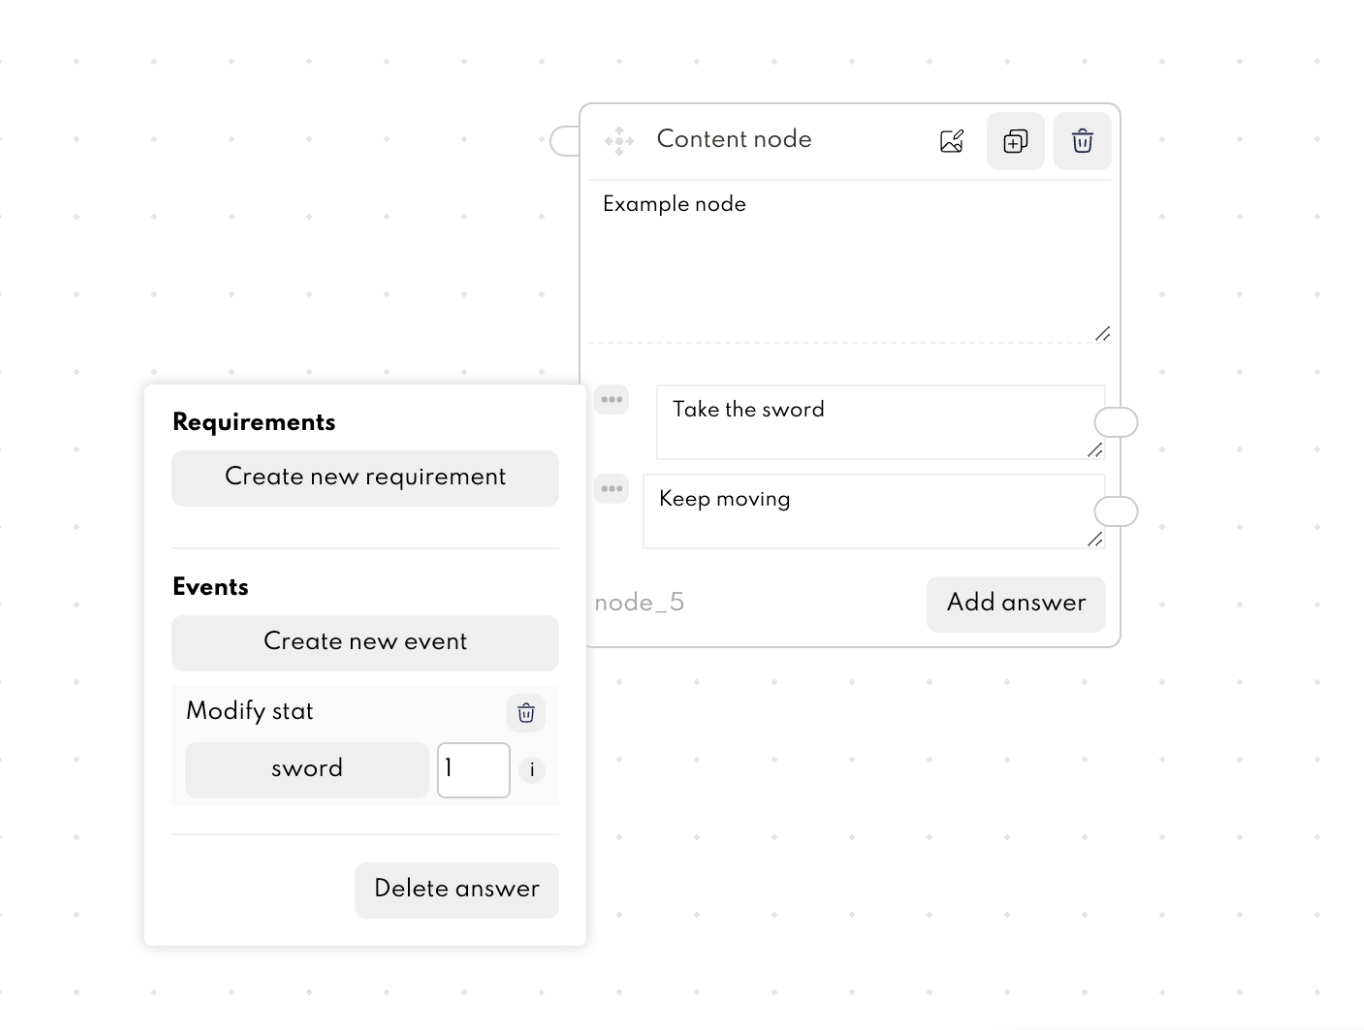 Content node
Example node
Take the sword
Keep moving
node_5
Add answer
Requirements
Create new requirement
Events
Create new event
Modify stat
sword
1
i
Delete answer